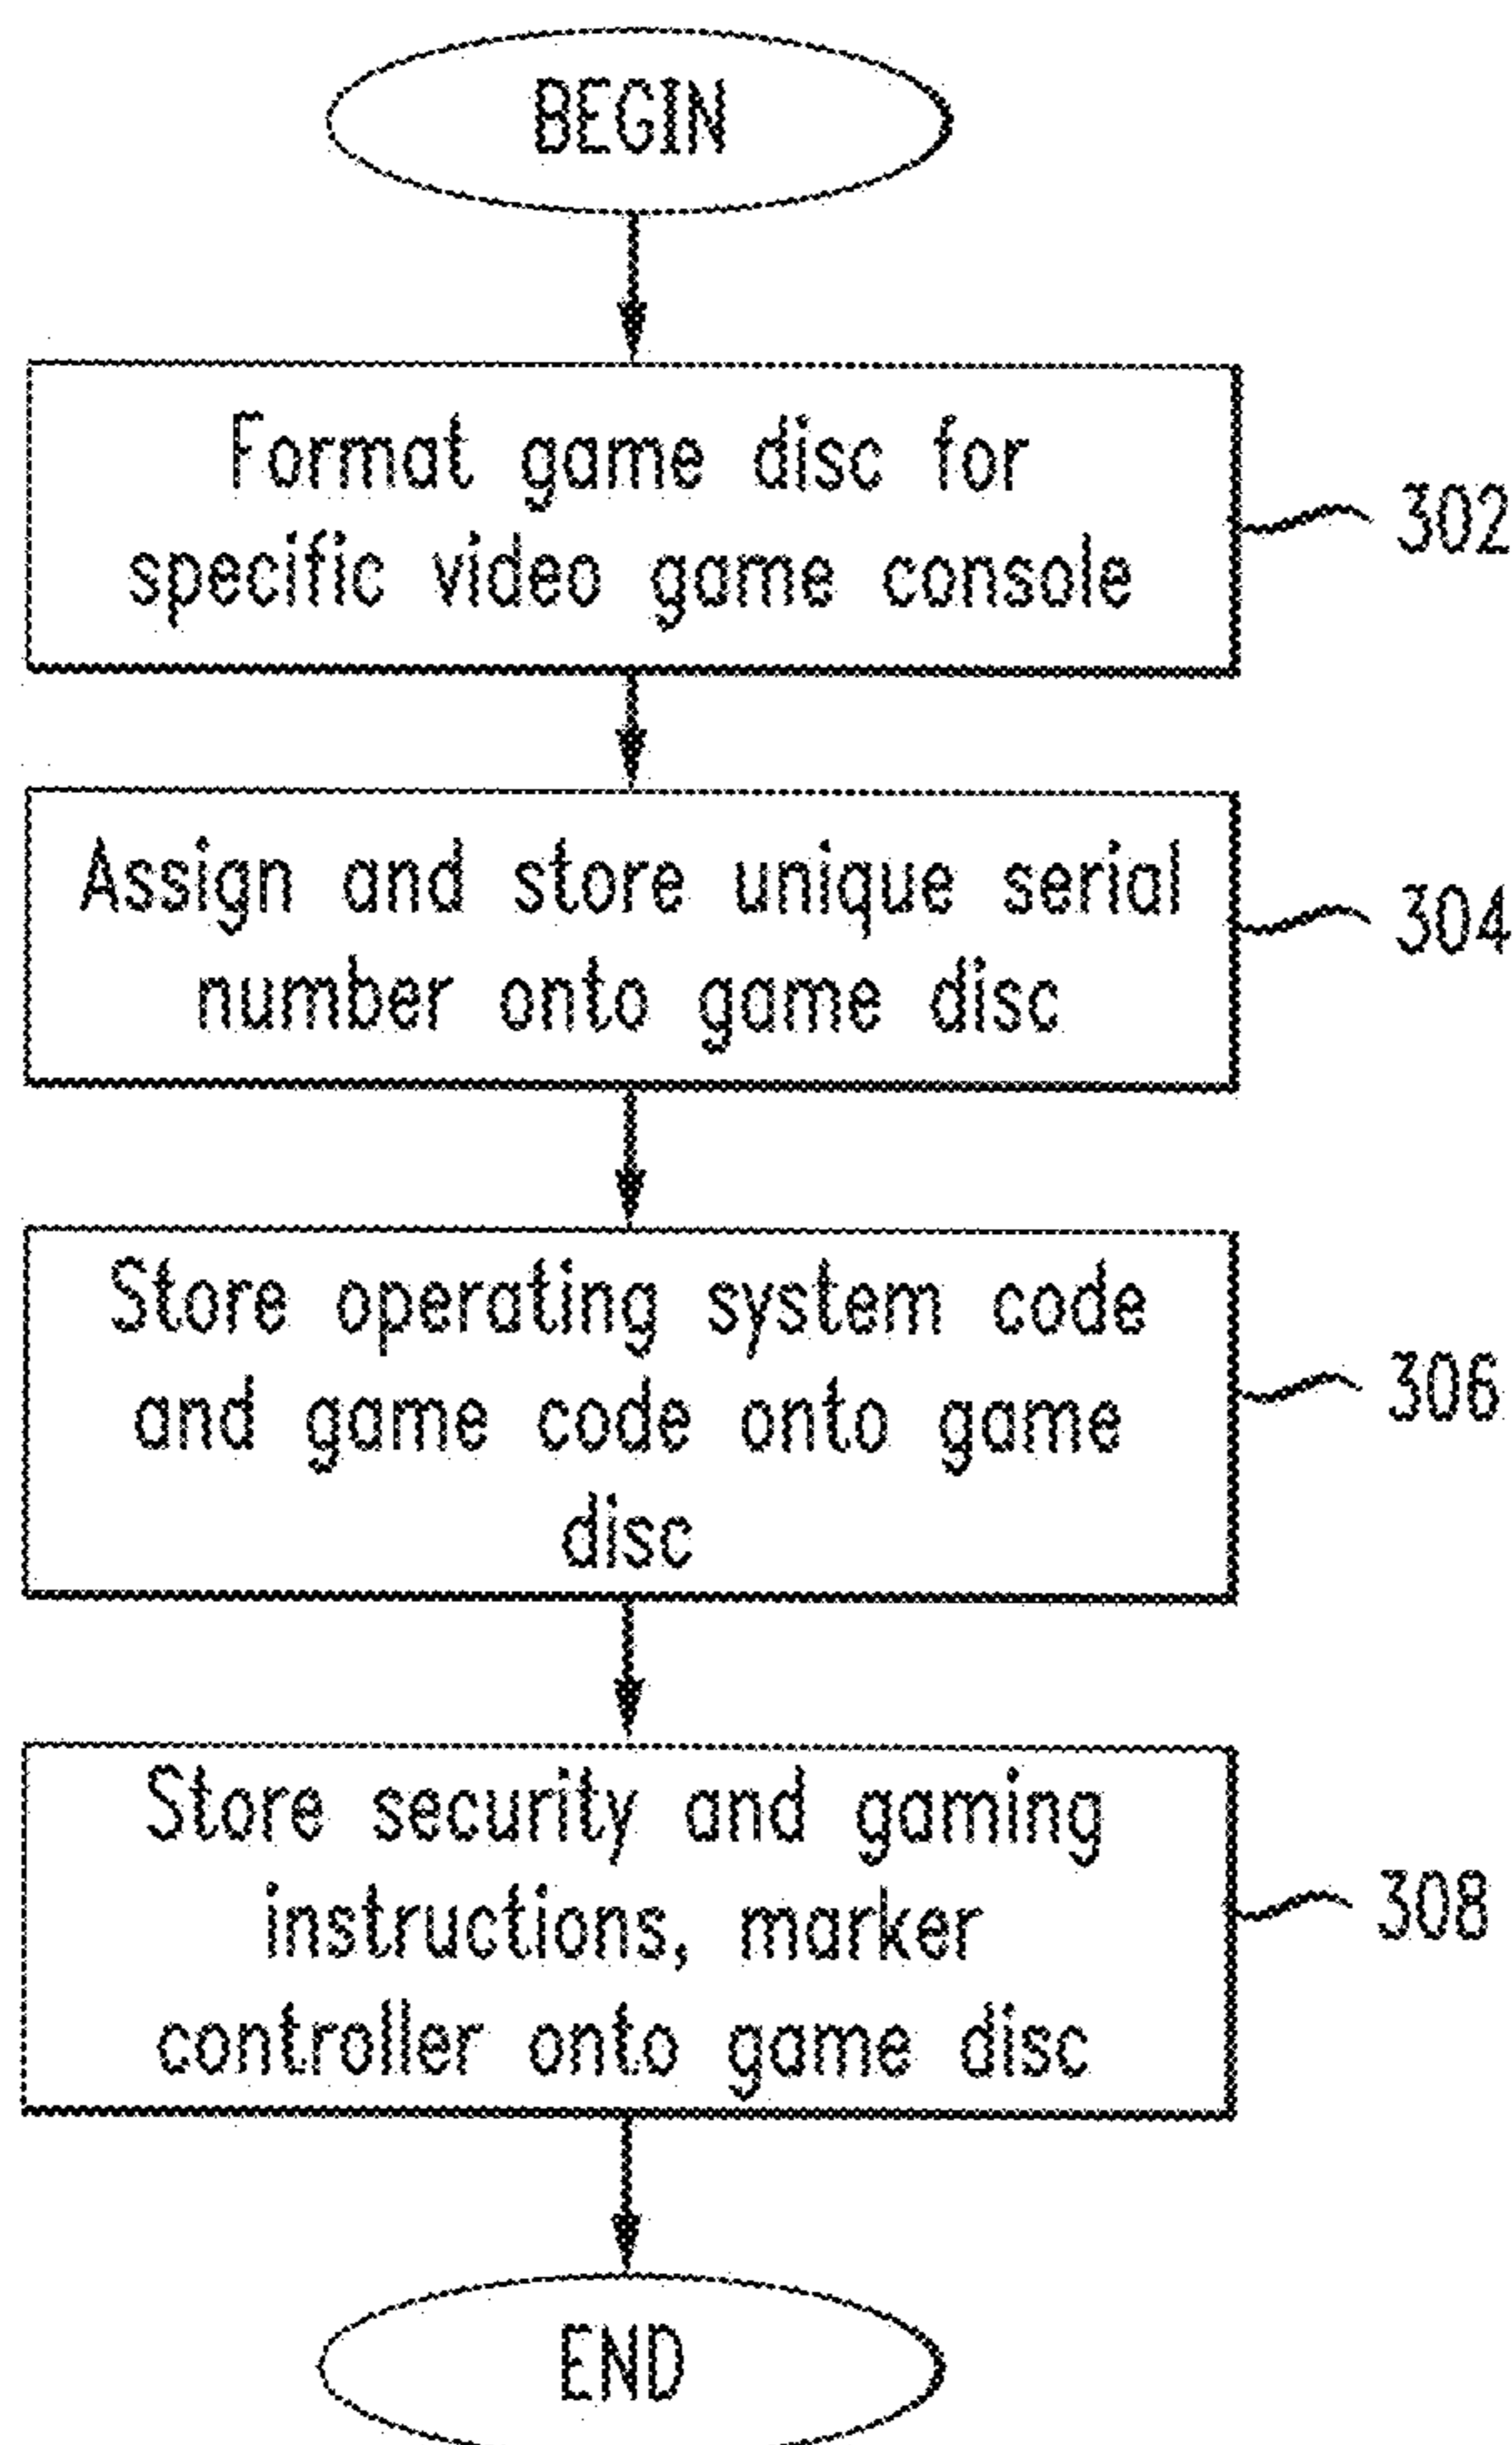 BEGIN
Format game disc for
specific video game console
302
Assign and store unique serial
number onto game disc
304
Store operating system code
and game code onto game
disc
306
Store security and gaming
instructions, marker
controller onto game disc
308
END